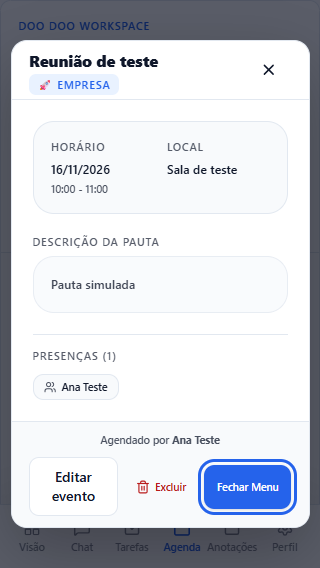 DOO DOO WORKSPACE
Reunião de teste
🚀 EMPRESA
HORÁRIO
16/11/2026
10:00 - 11:00
LOCAL
Sala de teste
DESCRIÇÃO DA PAUTA
Pauta simulada
PRESENÇAS (1)
Ana Teste
Agendado por Ana Teste
Editar
evento
Excluir
Fechar Menu
Visão Chat Tarefas Agenda Anotações Perfil